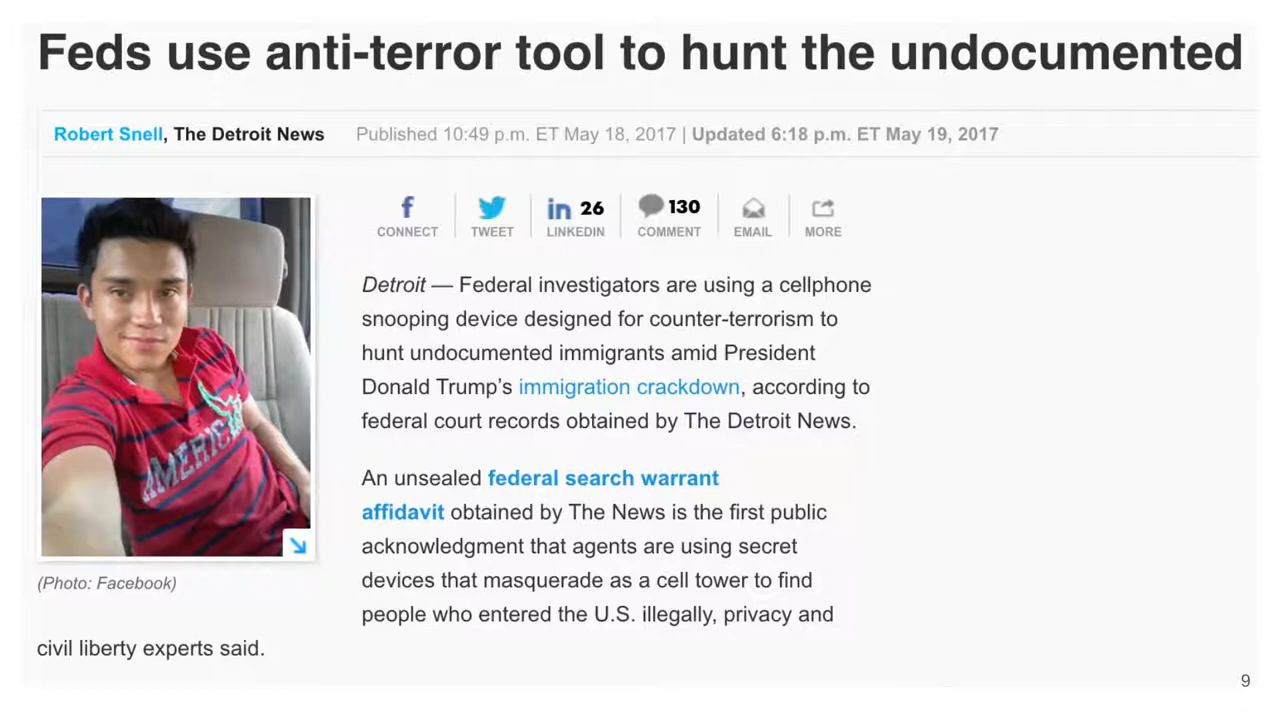 Feds use anti-terror tool to hunt the undocumented
Robert Snell, The Detroit News Published 10:49 p.m. ET May 18, 2017 | Updated 6:18 p.m. ET May 19, 2017
f in 26 130
CONNECT TWEET LINKEDIN COMMENT EMAIL MORE
AMERIC
(Photo: Facebook)
Detroit — Federal investigators are using a cellphone
snooping device designed for counter-terrorism to
hunt undocumented immigrants amid President
Donald Trump’s immigration crackdown, according to
federal court records obtained by The Detroit News.
An unsealed federal search warrant
affidavit obtained by The News is the first public
acknowledgment that agents are using secret
devices that masquerade as a cell tower to find
people who entered the U.S. illegally, privacy and
civil liberty experts said.
9